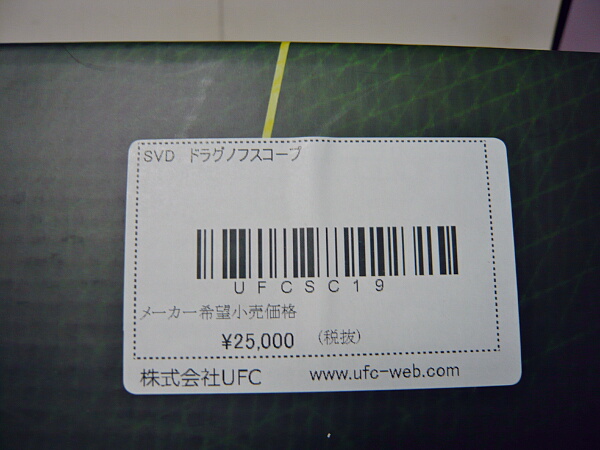 SVD ドラグノフスコープ
UFCSC19
メーカー希望小売価格
¥25,000 (税抜)
株式会社UFC www.ufc-web.com